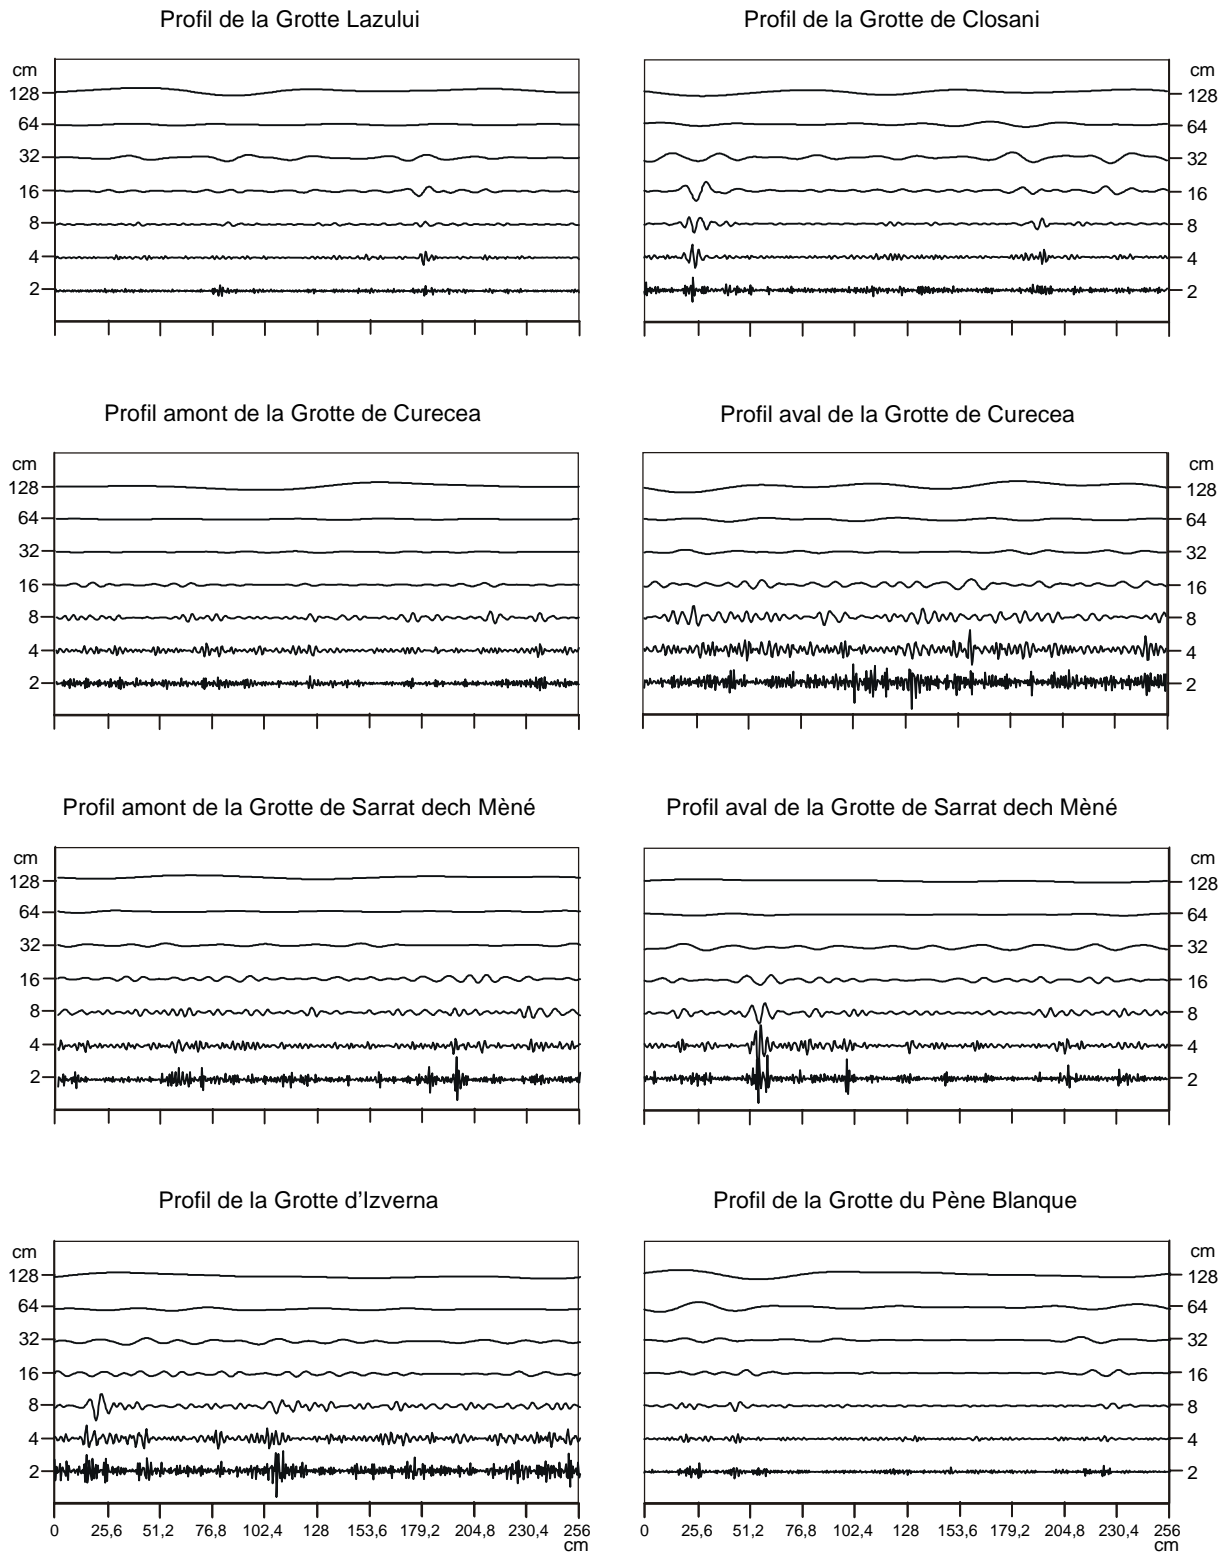 Profil de la Grotte Lazului
Profil de la Grotte de Closani
cm
128
64
32
16
8
4
2
cm
128
64
32
16
8
4
2
Profil amont de la Grotte de Curecea
Profil aval de la Grotte de Curecea
cm
128
64
32
16
8
4
2
cm
128
64
32
16
8
4
2
Profil amont de la Grotte de Sarrat dech Mèné
Profil aval de la Grotte de Sarrat dech Mèné
cm
128
64
32
16
8
4
2
cm
128
64
32
16
8
4
2
Profil de la Grotte d'Izverna
Profil de la Grotte du Pène Blanque
cm
128
64
32
16
8
4
2
cm
128
64
32
16
8
4
2
0 25,6 51,2 76,8 102,4 128 153,6 179,2 204,8 230,4 256
cm
0 25,6 51,2 76,8 102,4 128 153,6 179,2 204,8 230,4 256
cm